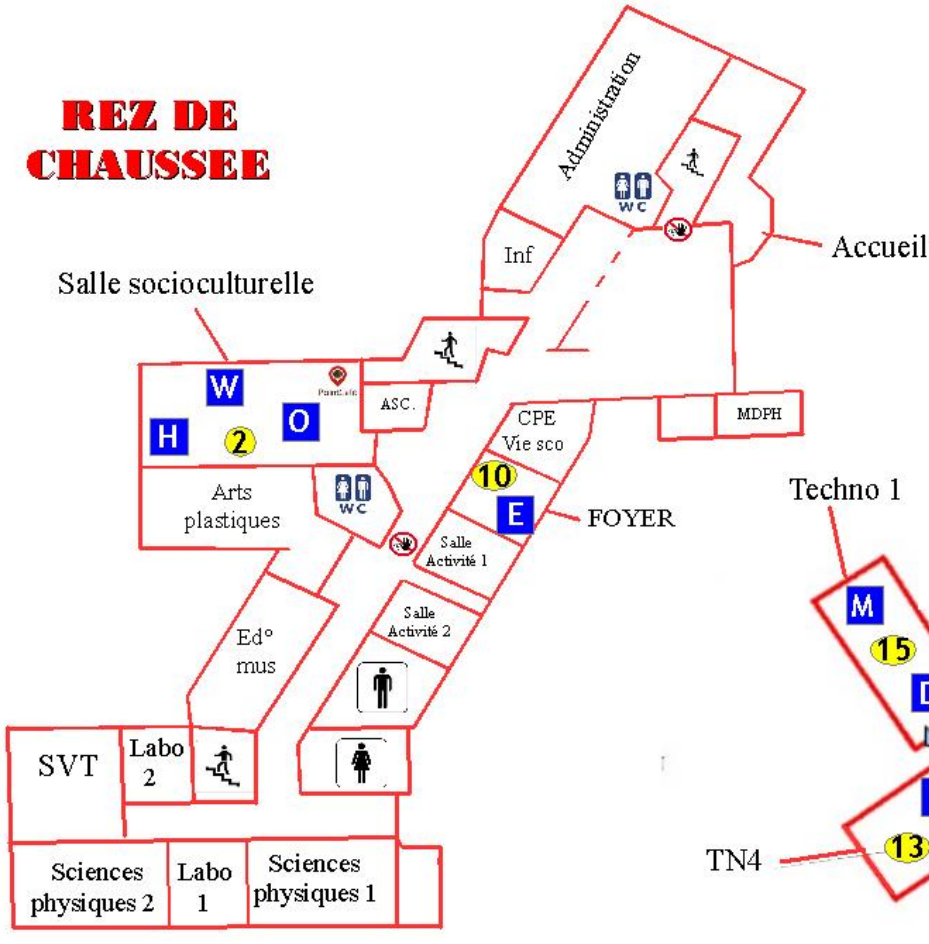 REZ DE
CHAUSSEE
Administration
W C
Inf
Accueil
Salle socioculturelle
W
H
O
2
ASC.
CPE
Vie sco
MDPH
10
E
FOYER
Arts
plastiques
W C
Salle
Activité 1
Techno 1
M
15
Salle
Activité 2
Ed°
mus
SVT
Labo
2
TN4
13
Sciences
physiques 2
Labo
1
Sciences
physiques 1